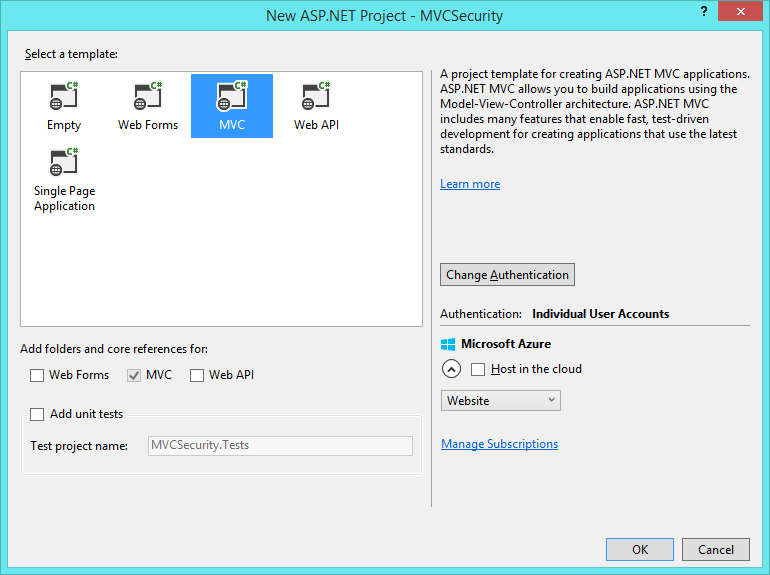 New ASP.NET Project - MVCSecurity
?
Select a template:
C#
Empty
C#
Web Forms
C#
MVC
C#
Web API
C#
Single Page
Application
A project template for creating ASP.NET MVC applications.
ASP.NET MVC allows you to build applications using the
Model-View-Controller architecture. ASP.NET MVC
includes many features that enable fast, test-driven
development for creating applications that use the latest
standards.
Learn more
Change Authentication
Authentication: Individual User Accounts
Microsoft Azure
Host in the cloud
Website
Manage Subscriptions
Add folders and core references for:
Web Forms MVC Web API
Add unit tests
Test project name: MVCSecurity.Tests
OK Cancel